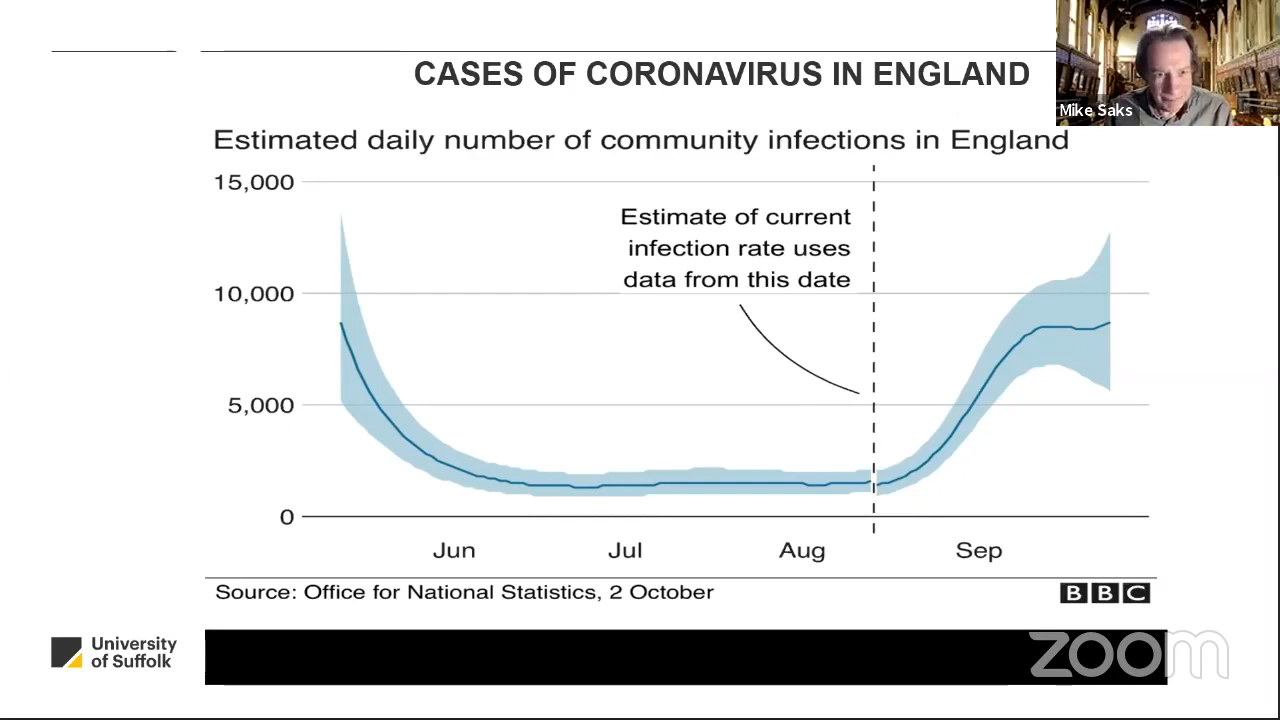 CASES OF CORONAVIRUS IN ENGLAND
Mike Saks
Estimated daily number of community infections in England
15,000
Estimate of current
infection rate uses
data from this date
10,000
5,000
0
Jun Jul Aug Sep
Source: Office for National Statistics, 2 October
BBC
University
of Suffolk
zoom